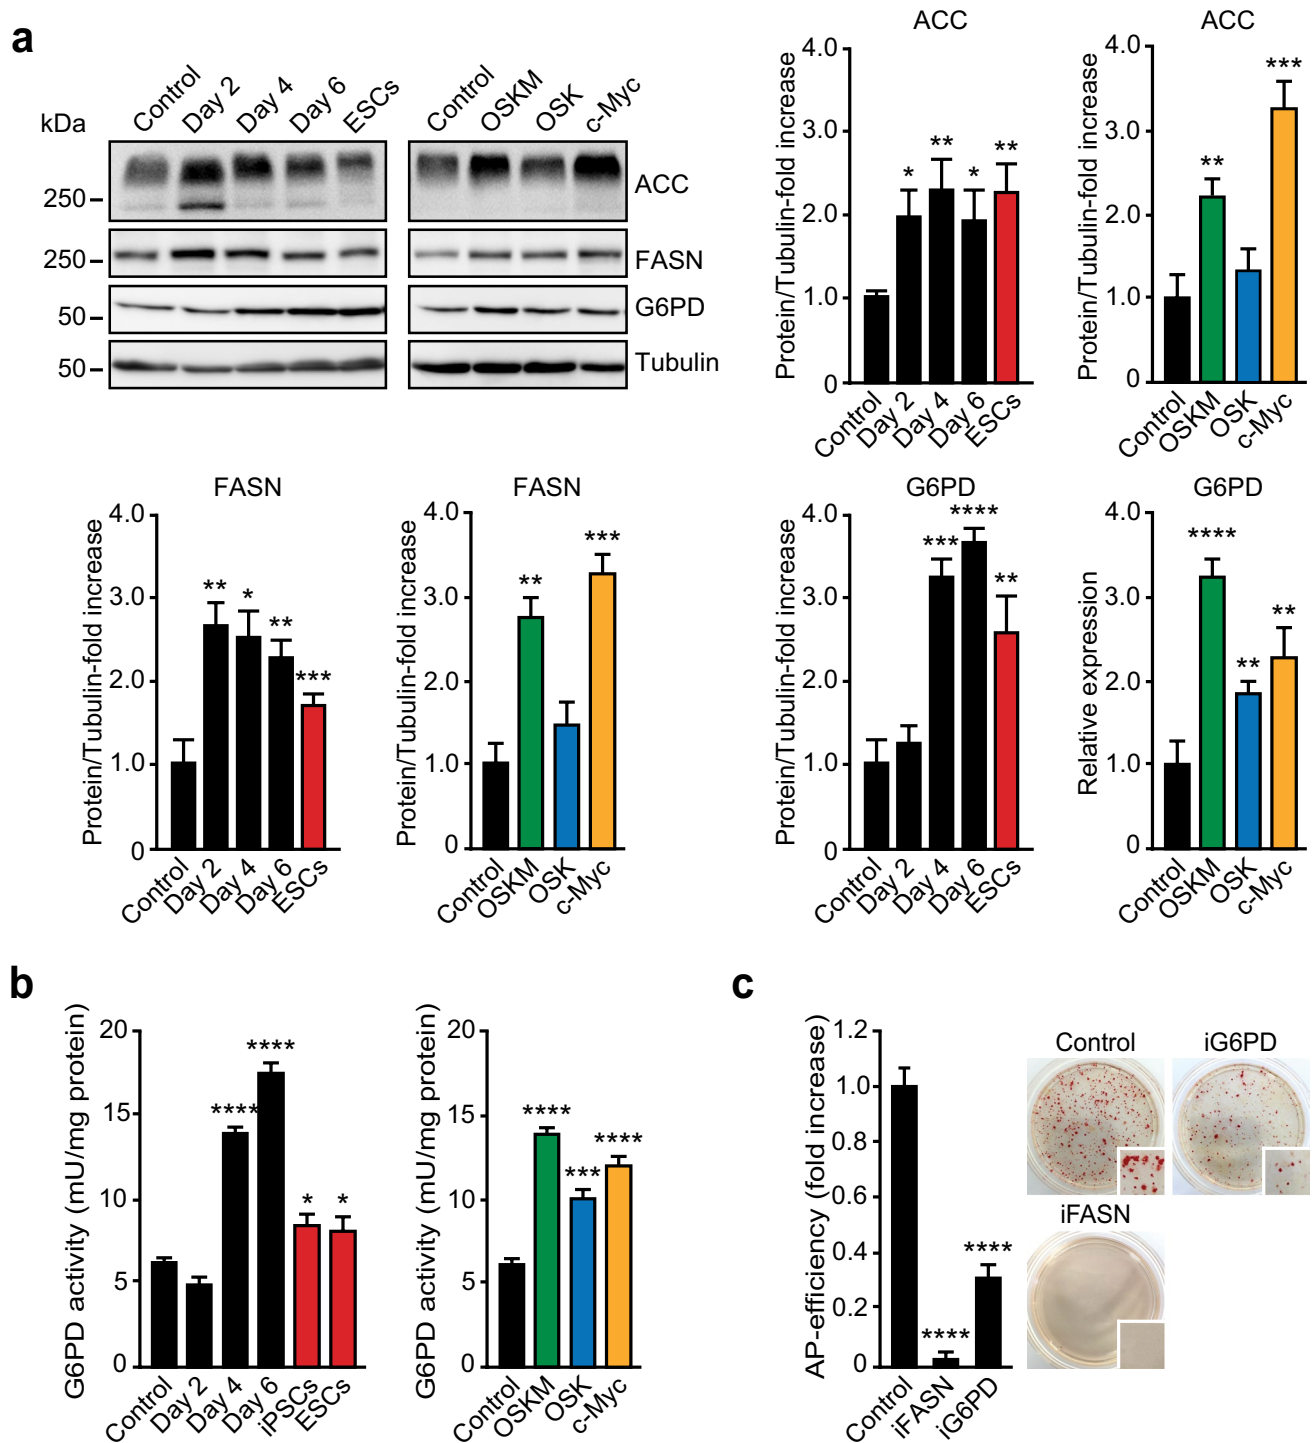 a
kDa
Control Day 2 Day 4 Day 6 ESCs
Control OSKM OSK c-Myc
250 ACC
250 FASN
50 G6PD
50 Tubulin
ACC
Protein/Tubulin-fold increase
4.0
3.0
2.0
1.0
0
* ** * **
Control Day 2 Day 4 Day 6 ESCs
ACC
Protein/Tubulin-fold increase
4.0
3.0
2.0
1.0
0
** ***
Control OSKM OSK c-Myc
FASN
Protein/Tubulin-fold increase
4.0
3.0
2.0
1.0
0
** * ** ***
Control Day 2 Day 4 Day 6 ESCs
FASN
Protein/Tubulin-fold increase
4.0
3.0
2.0
1.0
0
** ***
Control OSKM OSK c-Myc
G6PD
Protein/Tubulin-fold increase
4.0
3.0
2.0
1.0
0
*** **** **
Control Day 2 Day 4 Day 6 ESCs
G6PD
Relative expression
4.0
3.0
2.0
1.0
0
**** ** **
Control OSKM OSK c-Myc
b
G6PD activity (mU/mg protein)
20
15
10
5
0
**** **** * *
Control Day 2 Day 4 Day 6 iPSCs ESCs
G6PD activity (mU/mg protein)
20
15
10
5
0
**** *** ****
Control OSKM OSK c-Myc
c
AP-efficiency (fold increase)
1.2
1.0
0.8
0.6
0.4
0.2
0
**** ****
Control iFASN iG6PD
Control iG6PD
iFASN